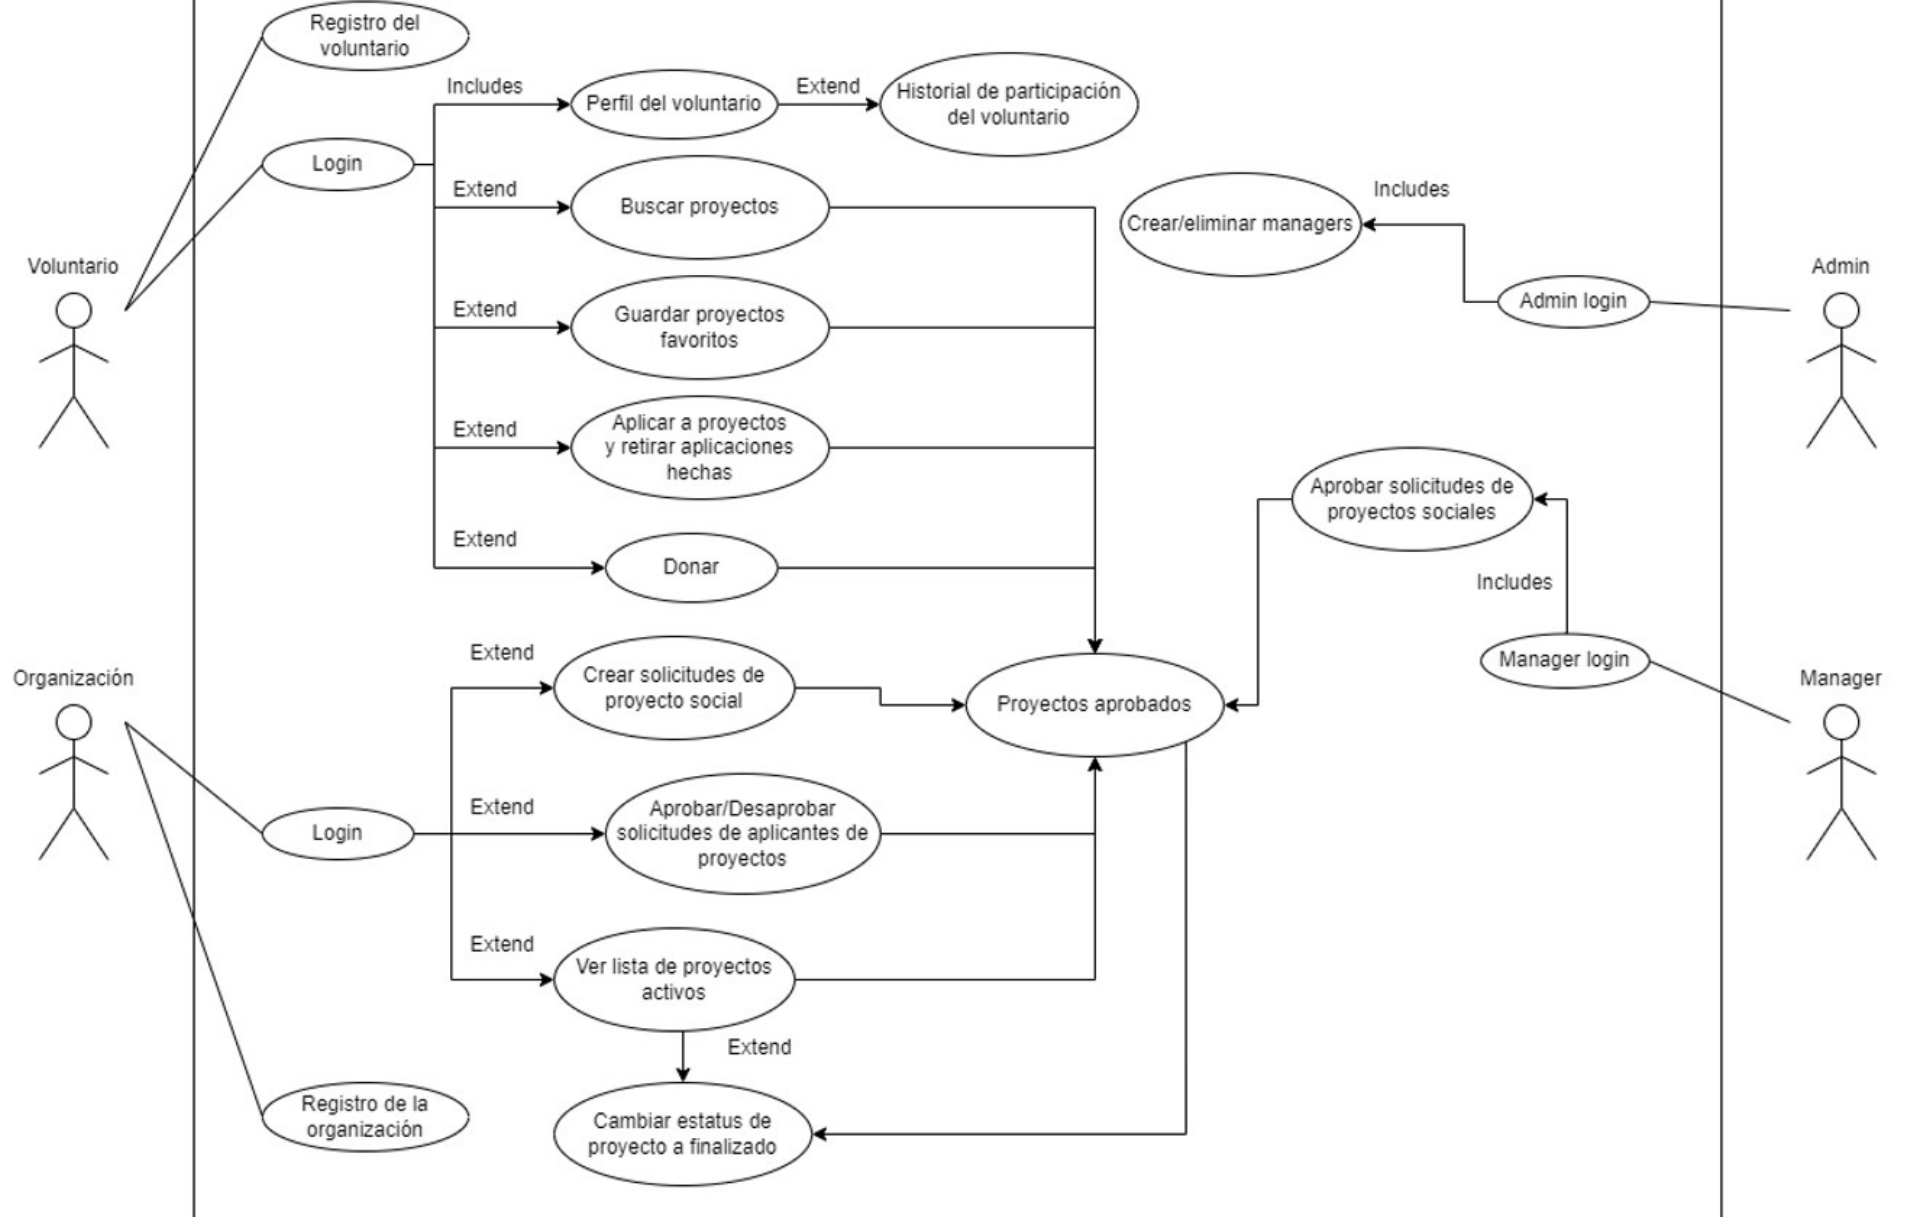 Registro del
voluntario
Includes
Perfil del voluntario
Extend
Historial de participación
del voluntario
Login
Extend
Buscar proyectos
Includes
Crear/eliminar managers
Voluntario
Admin
Extend
Guardar proyectos
favoritos
Admin login
Extend
Aplicar a proyectos
y retirar aplicaciones
hechas
Aprobar solicitudes de
proyectos sociales
Extend
Donar
Includes
Extend
Crear solicitudes de
proyecto social
Manager login
Organización
Manager
Proyectos aprobados
Extend
Aprobar/Desaprobar
solicitudes de aplicantes de
proyectos
Login
Extend
Ver lista de proyectos
activos
Extend
Registro de la
organización
Cambiar estatus de
proyecto a finalizado